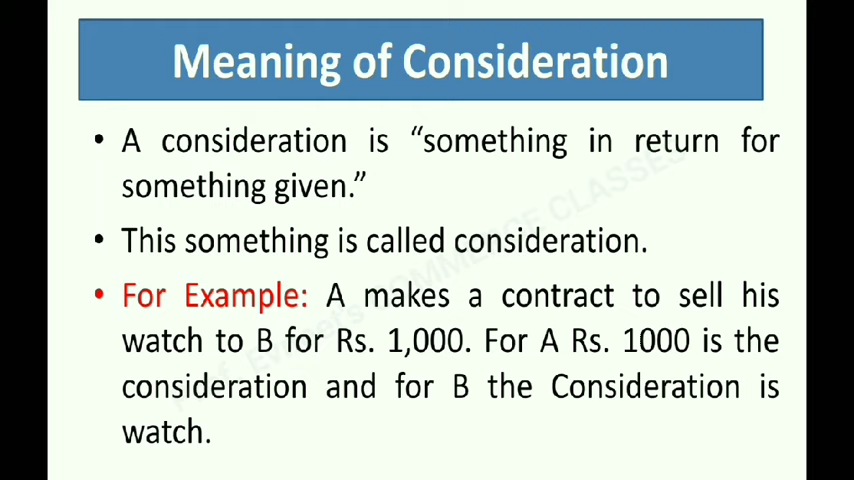 Meaning of Consideration
• A consideration is “something in return for
something given.”
• This something is called consideration.
• For Example: A makes a contract to sell his
watch to B for Rs. 1,000. For A Rs. 1000 is the
consideration and for B the Consideration is
watch.
COMMERCE CLASSES